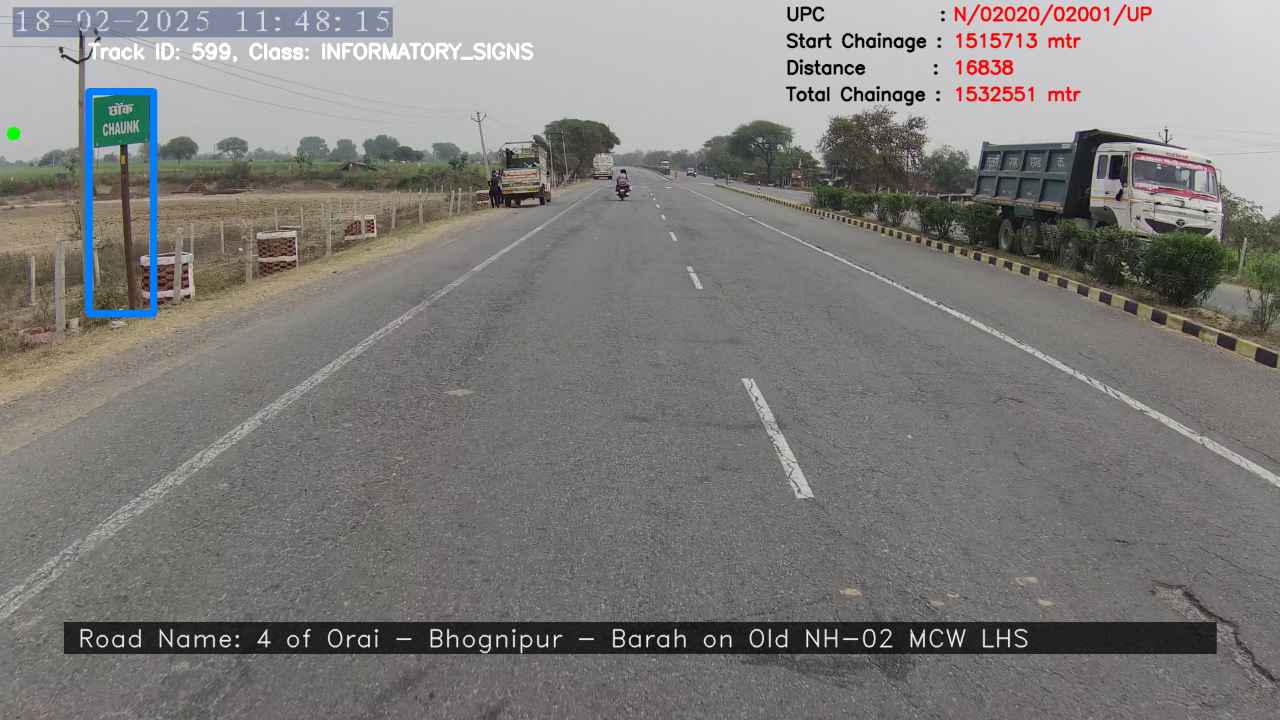 18-02-2025 11:48:15
Track ID: 599, Class: INFORMATORY_SIGNS
UPC : N/02020/02001/UP
Start Chainage : 1515713 mtr
Distance : 16838
Total Chainage : 1532551 mtr
छौंक
CHAUNK
Road Name: 4 of Orai - Bhognipur - Barah on Old NH-02 MCW LHS